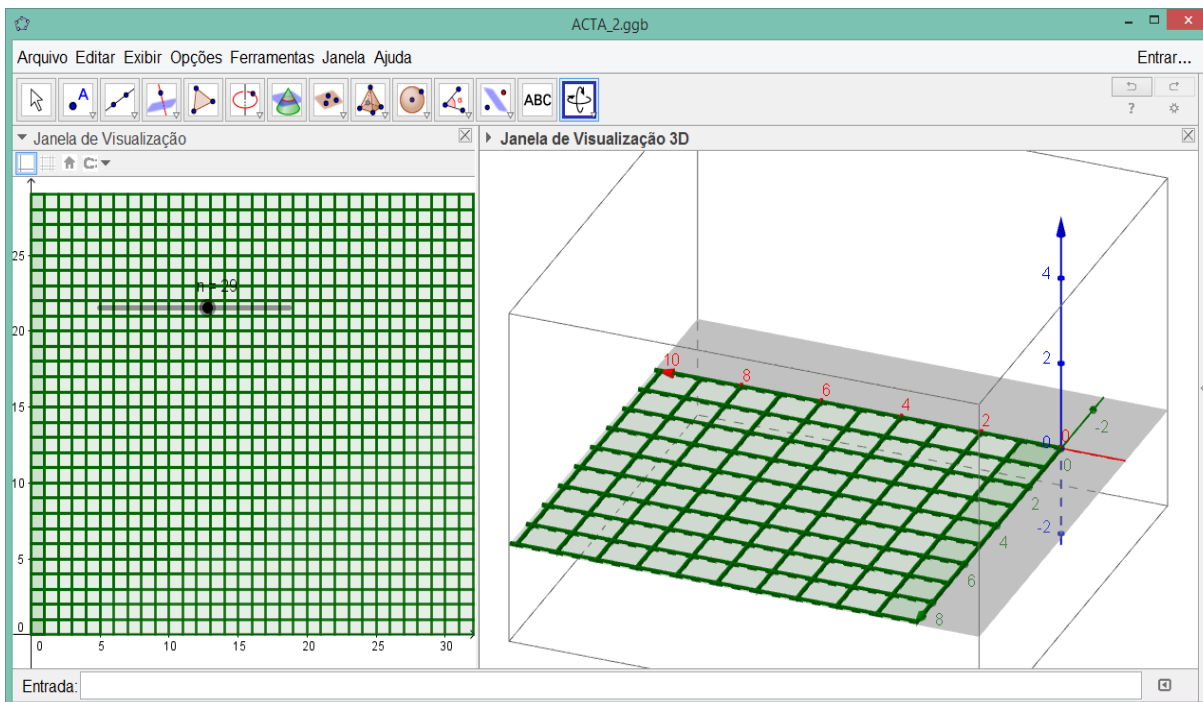 ACTA_2.ggb
Arquivo Editar Exibir Opções Ferramentas Janela Ajuda
Entrar...
A
α
ABC
?
Janela de Visualização
Janela de Visualização 3D
C:
25
20
15
10
5
0
n = 29
0 5 10 15 20 25 30
10 8 6 4 2 0
4
2
0
-2
-2
0
2
4
6
8
Entrada: